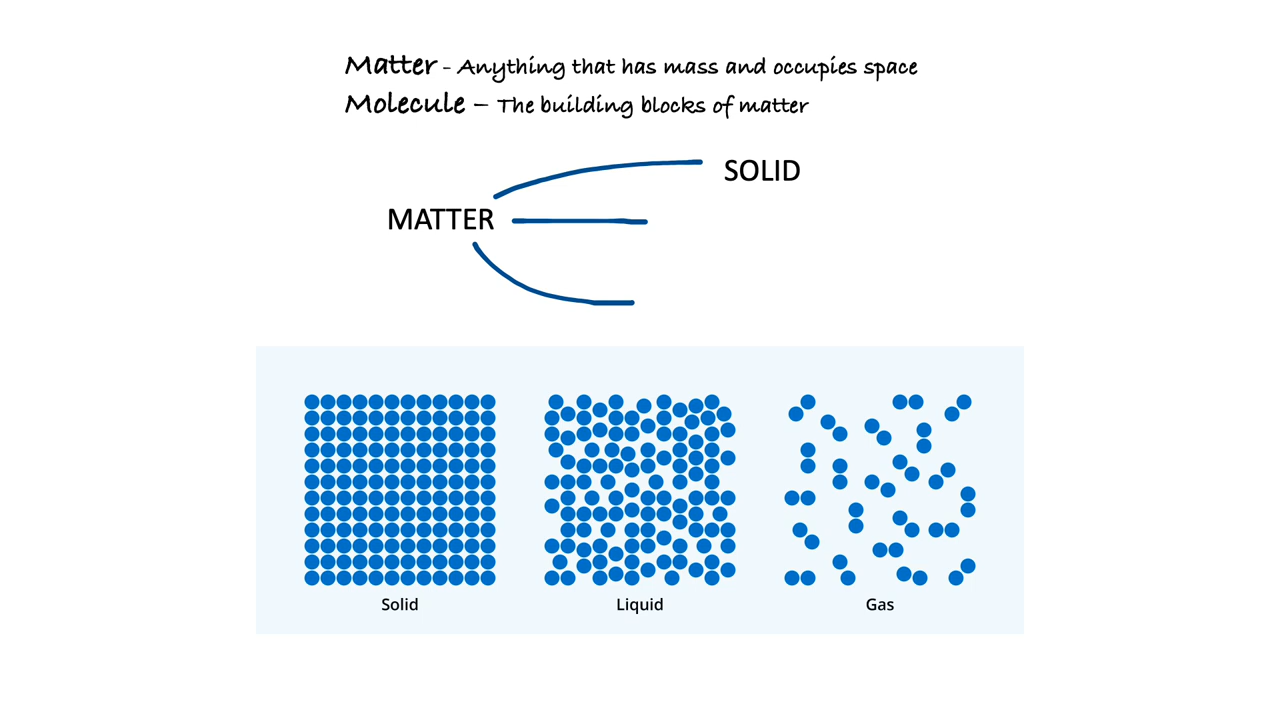 Matter - Anything that has mass and occupies space
Molecule – The building blocks of matter
SOLID
MATTER
Solid
Liquid
Gas